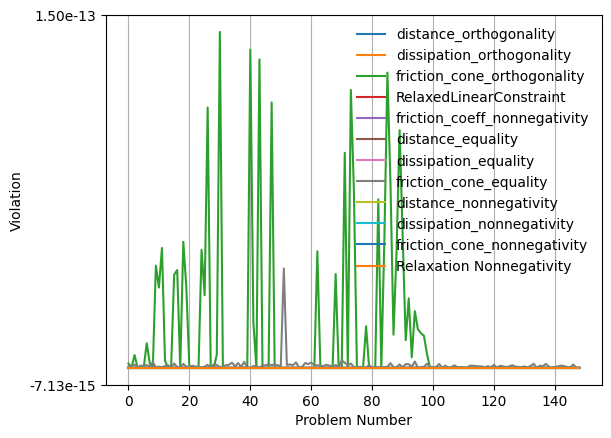 1.50e-13
distance_orthogonality
dissipation_orthogonality
friction_cone_orthogonality
RelaxedLinearConstraint
friction_coeff_nonnegativity
distance_equality
dissipation_equality
friction_cone_equality
distance_nonnegativity
dissipation_nonnegativity
friction_cone_nonnegativity
Relaxation Nonnegativity
Violation
-7.13e-15
0 20 40 60 80 100 120 140
Problem Number